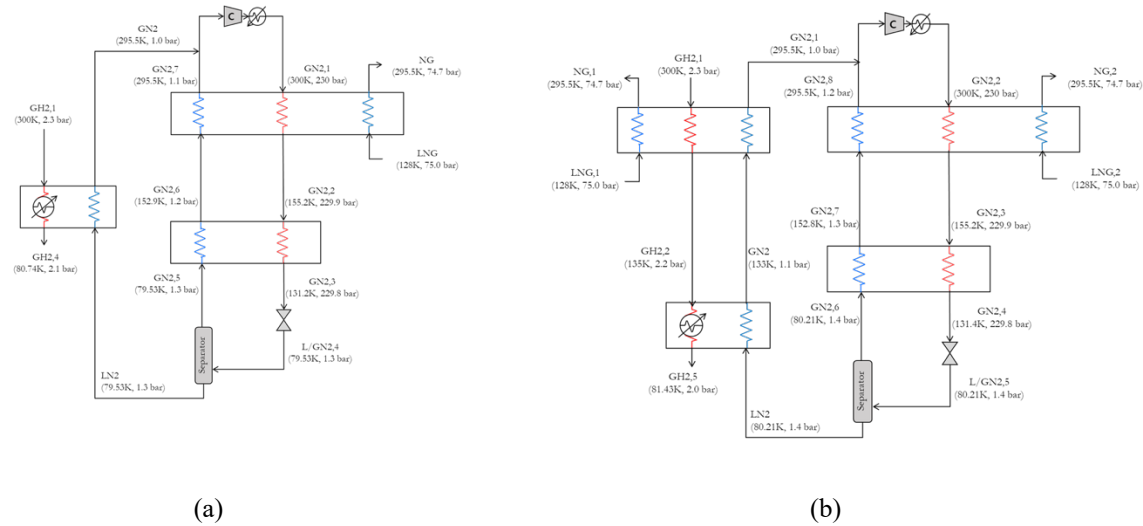 GN2
(295.5K, 1.0 bar)
C
GN2,7
(295.5K, 1.1 bar)
GN2,1
(300K, 230 bar)
NG
(295.5K, 74.7 bar)
GH2,1
(300K, 2.3 bar)
LNG
(128K, 75.0 bar)
GN2,6
(152.9K, 1.2 bar)
GN2,2
(155.2K, 229.9 bar)
GH2,4
(80.74K, 2.1 bar)
GN2,5
(79.53K, 1.3 bar)
GN2,3
(131.2K, 229.8 bar)
Separator
L/GN2,4
(79.53K, 1.3 bar)
LN2
(79.53K, 1.3 bar)
(a)
GN2,1
(295.5K, 1.0 bar)
C
NG,1
(295.5K, 74.7 bar)
GH2,1
(300K, 2.3 bar)
GN2,8
(295.5K, 1.2 bar)
GN2,2
(300K, 230 bar)
NG,2
(295.5K, 74.7 bar)
LNG,1
(128K, 75.0 bar)
LNG,2
(128K, 75.0 bar)
GN2,7
(152.8K, 1.3 bar)
GN2,3
(155.2K, 229.9 bar)
GH2,2
(135K, 2.2 bar)
GN2
(133K, 1.1 bar)
GN2,6
(80.21K, 1.4 bar)
GN2,4
(131.4K, 229.8 bar)
GH2,5
(81.43K, 2.0 bar)
Separator
L/GN2,5
(80.21K, 1.4 bar)
LN2
(80.21K, 1.4 bar)
(b)